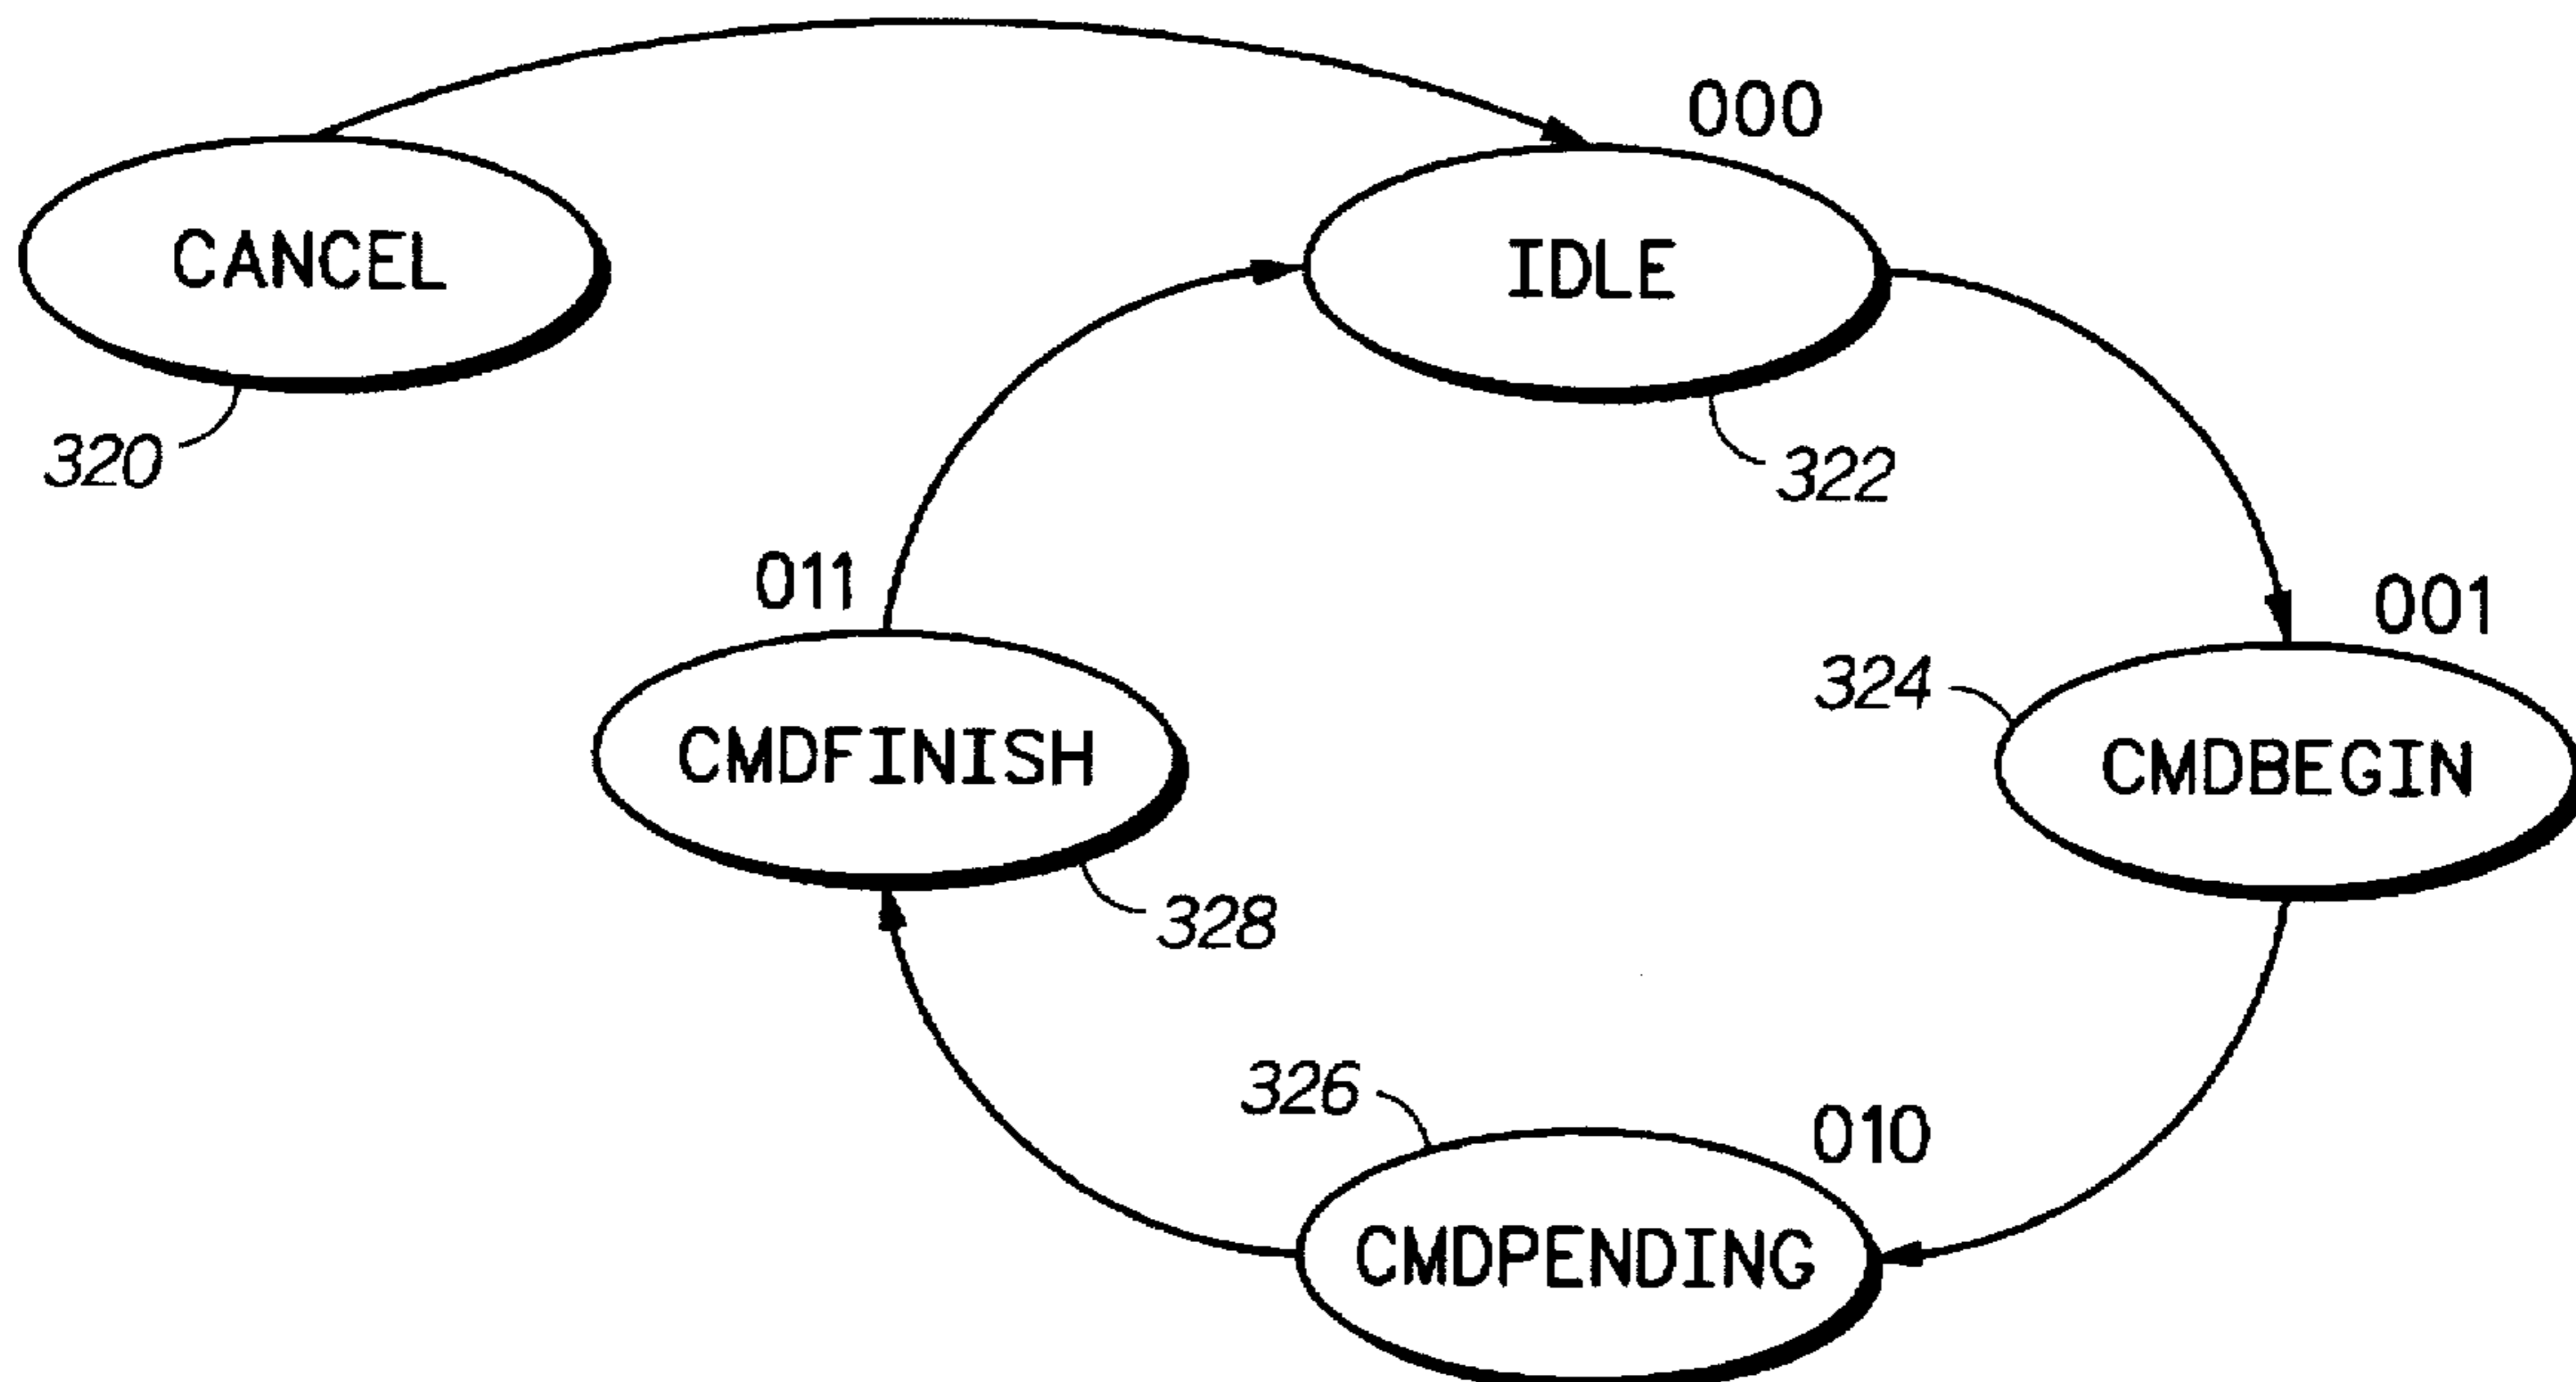 000
CANCEL
IDLE
320
322
011
001
324
CMDFINISH
CMDBEGIN
328
326
010
CMDPENDING